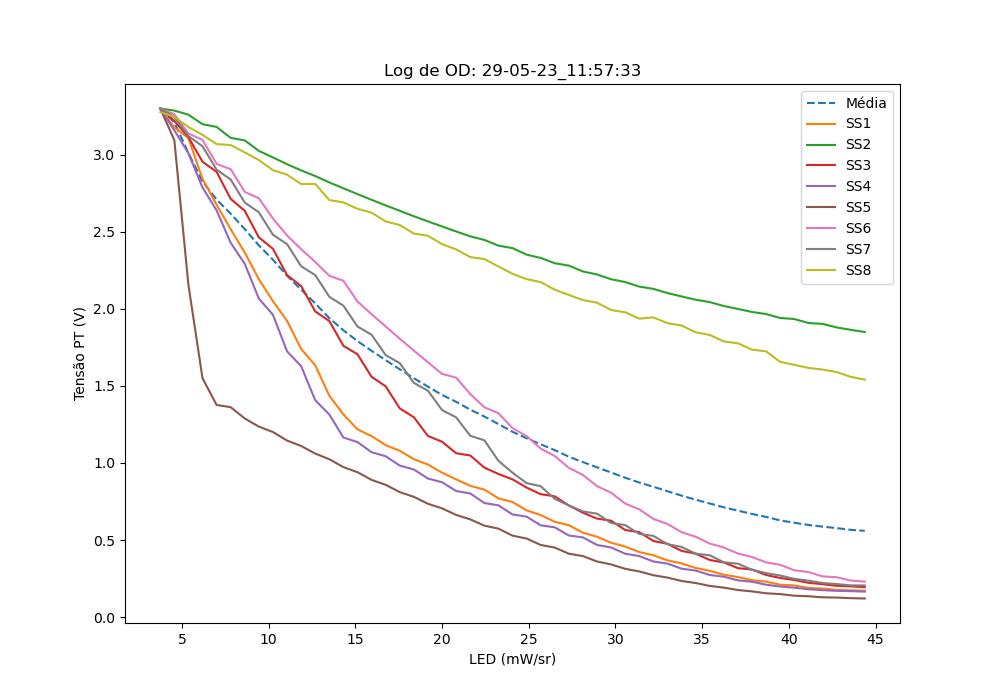 Log de OD: 29-05-23_11:57:33
Média
SS1
SS2
SS3
SS4
SS5
SS6
SS7
SS8
Tensão PT (V)
3.0
2.5
2.0
1.5
1.0
0.5
0.0
5 10 15 20 25 30 35 40 45
LED (mW/sr)